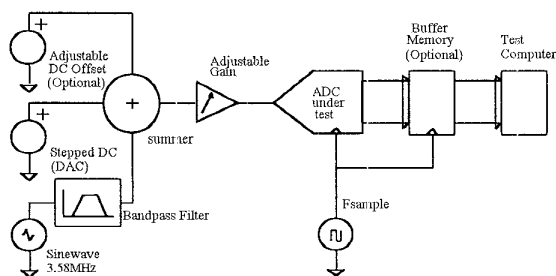 +
Adjustable
DC Offset
(Optional)
+
Stepped DC
(DAC)
+
summer
Bandpass Filter
Sinewave
3.58MHz
Adjustable
Gain
ADC
under
test
Fsample
Buffer
Memory
(Optional)
Test
Computer